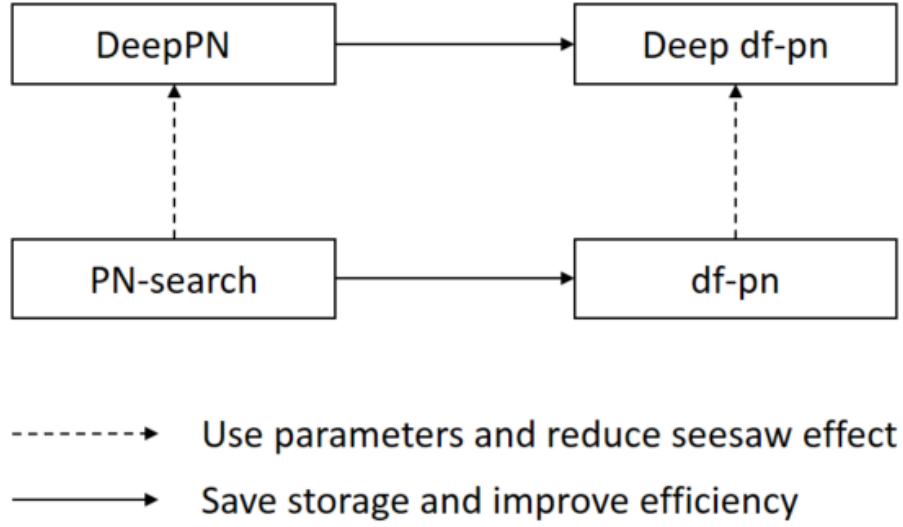 DeepPN
Deep df-pn
PN-search
df-pn
Use parameters and reduce seesaw effect
Save storage and improve efficiency